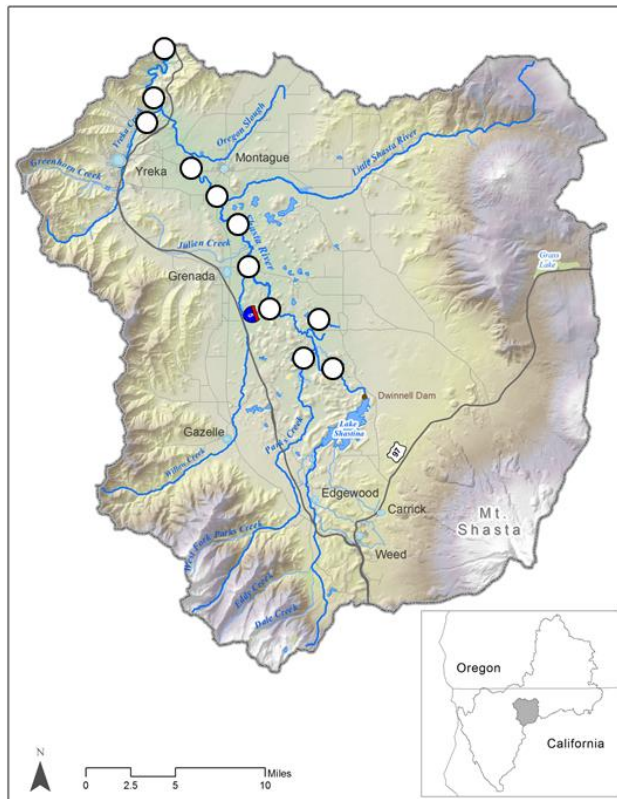 Oregon Slough
Little Shasta River
Yreka Creek
Greenhorn Creek
Yreka
Montague
Shasta River
Julien Creek
Grenada
Grass
Lake
Dwinnell Dam
Lake
Shastina
Gazelle
Parks Creek
97
Willow Creek
Edgewood
Carrick
Mt.
Shasta
Weed
West Fork Parks Creek
Eddy Creek
Dale Creek
Oregon
California
N
Miles
0 2.5 5 10